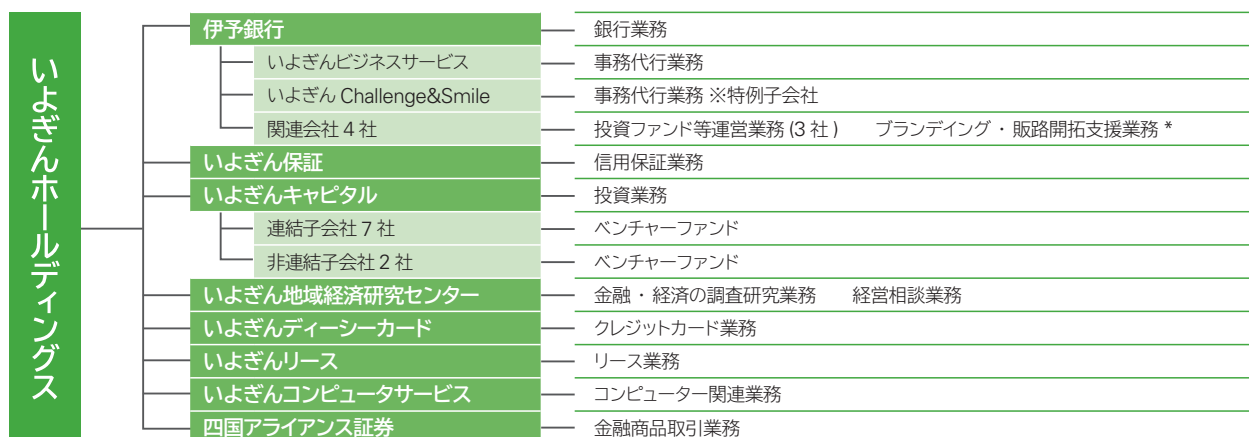 いよぎんホールディングス
伊予銀行 銀行業務
いよぎんビジネスサービス 事務代行業務
いよぎん Challenge&Smile 事務代行業務 ※特例子会社
関連会社 4 社 投資ファンド等運営業務 (3 社 ) ブランデイング ・ 販路開拓支援業務 *
いよぎん保証 信用保証業務
いよぎんキャピタル 投資業務
連結子会社 7 社 ベンチャーファンド
非連結子会社 2 社 ベンチャーファンド
いよぎん地域経済研究センター 金融 ・ 経済の調査研究業務 経営相談業務
いよぎんディーシーカード クレジットカード業務
いよぎんリース リース業務
いよぎんコンピュータサービス コンピューター関連業務
四国アライアンス証券 金融商品取引業務